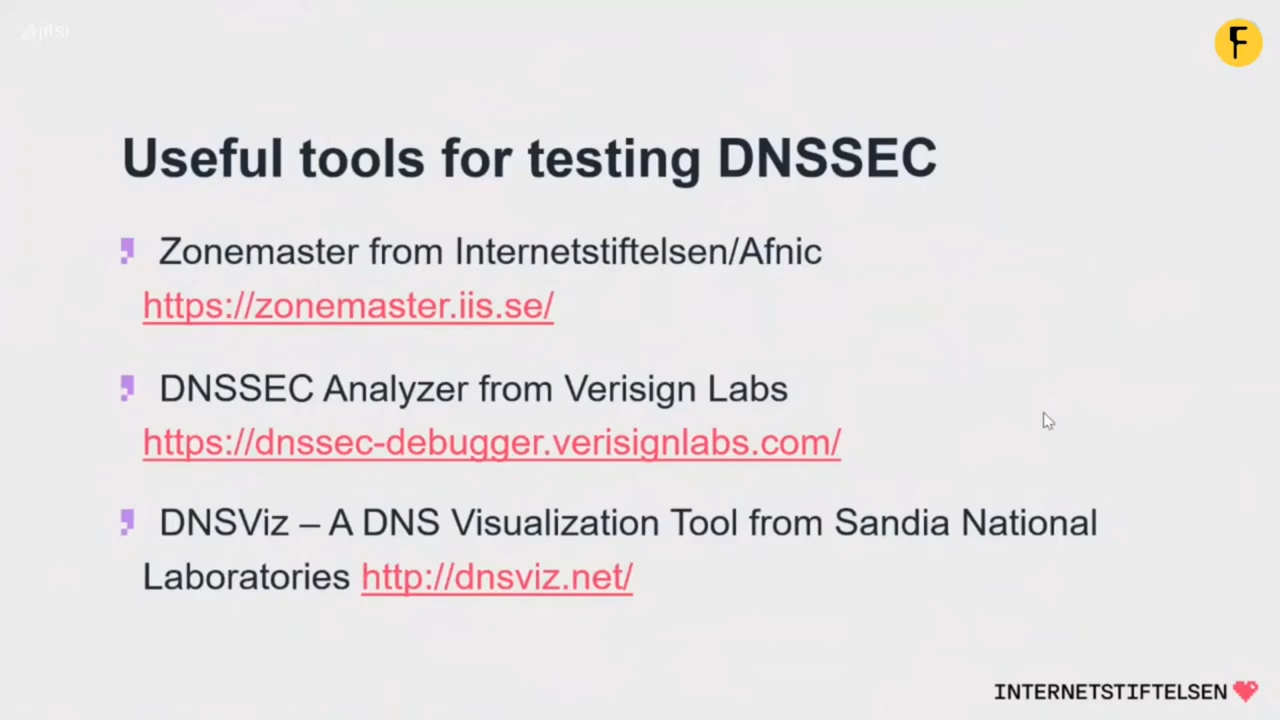 jitsi
F
Useful tools for testing DNSSEC
Zonemaster from Internetstiftelsen/Afnic
https://zonemaster.iis.se/
DNSSEC Analyzer from Verisign Labs
https://dnssec-debugger.verisignlabs.com/
DNSViz – A DNS Visualization Tool from Sandia National
Laboratories http://dnsviz.net/
INTERNETSTIFTELSEN